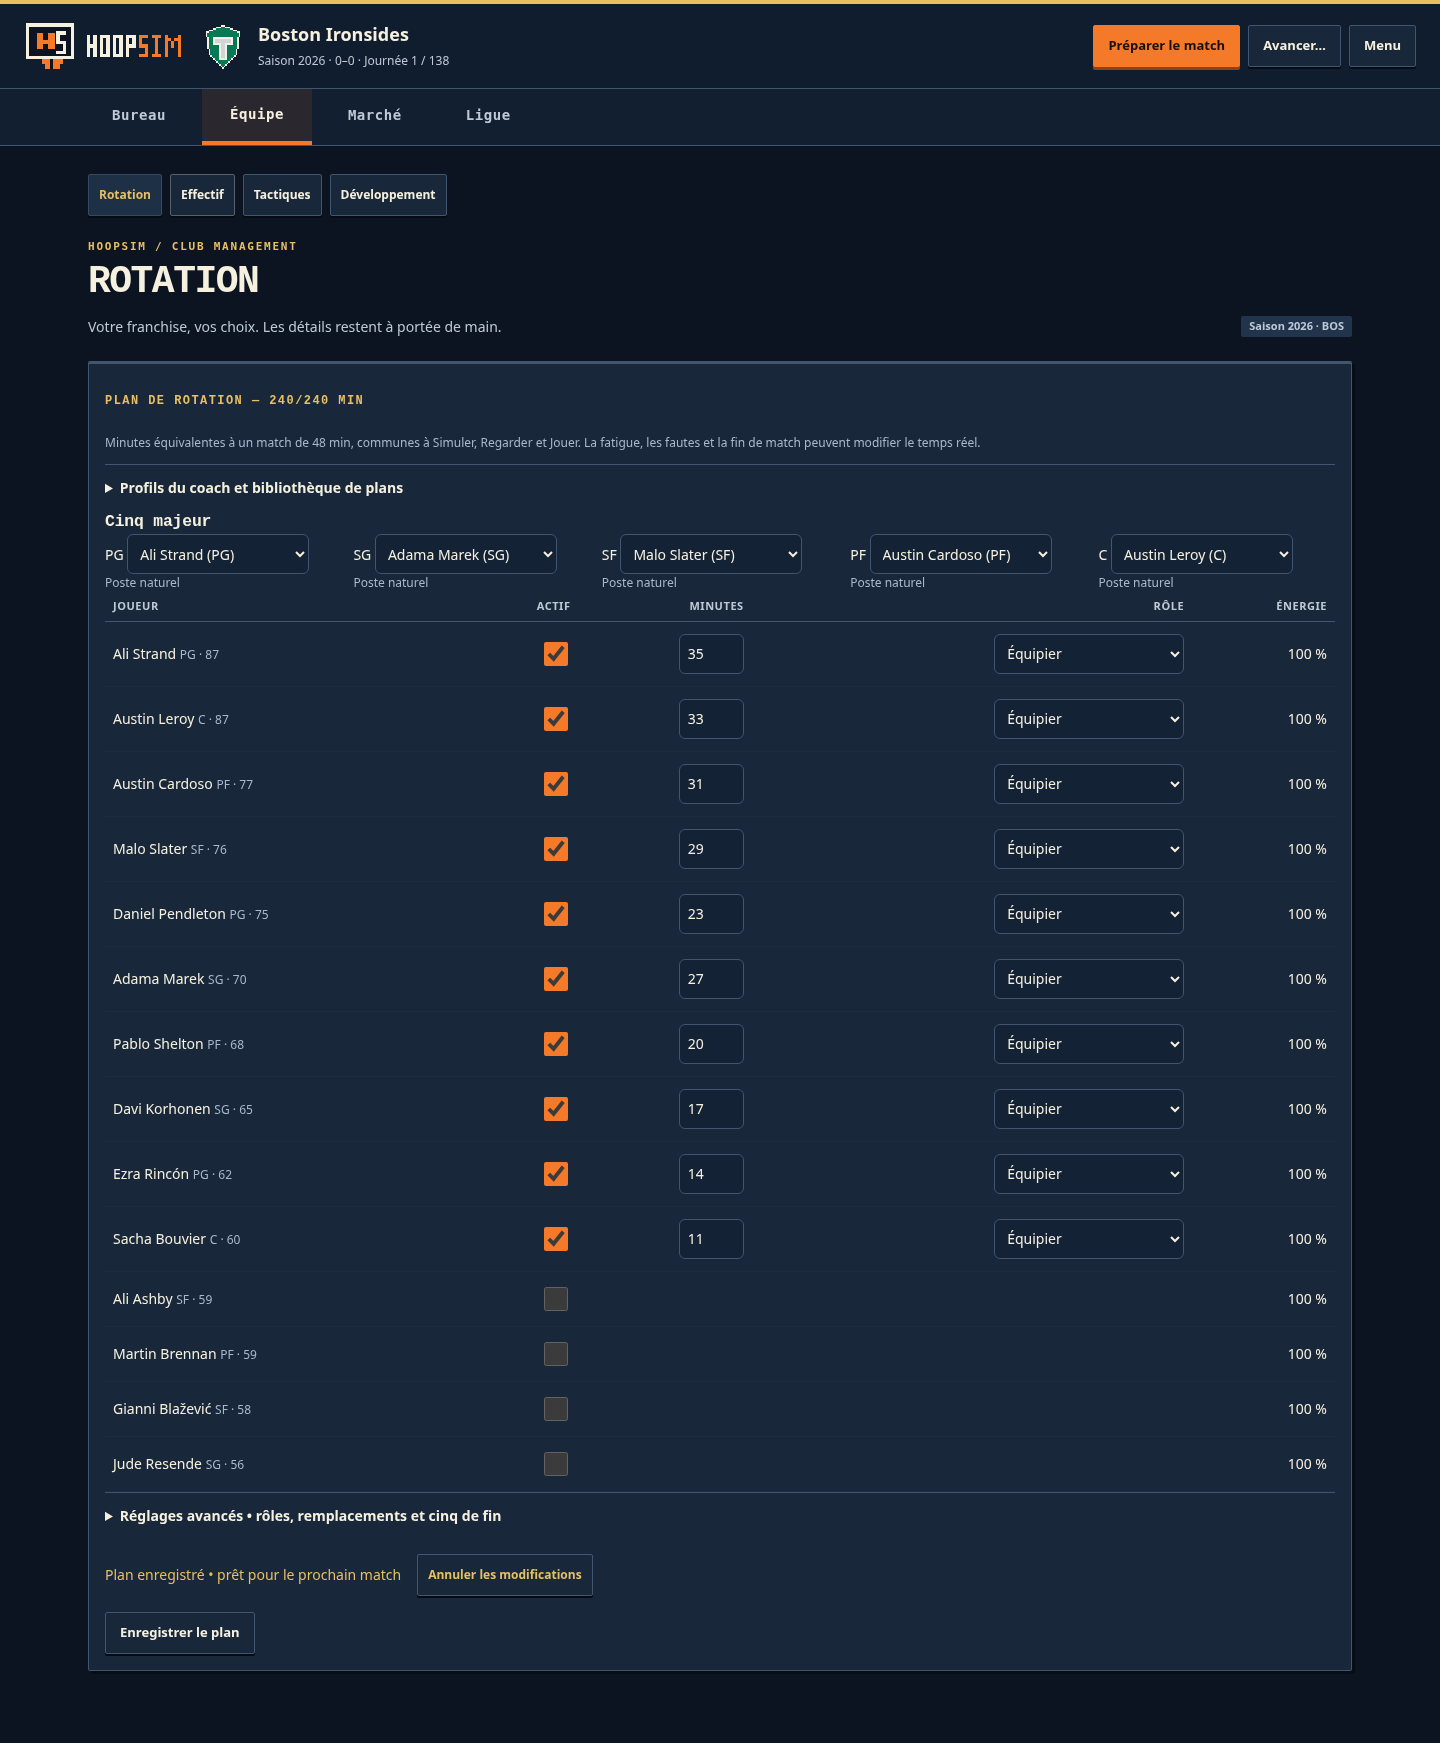 HS HOOPSIM
Boston Ironsides
Saison 2026 · 0–0 · Journée 1 / 138
Préparer le match
Avancer...
Menu
Bureau
Équipe
Marché
Ligue
Rotation
Effectif
Tactiques
Développement
HOOPSIM / CLUB MANAGEMENT
ROTATION
Votre franchise, vos choix. Les détails restent à portée de main.
Saison 2026 · BOS
PLAN DE ROTATION — 240/240 MIN
Minutes équivalentes à un match de 48 min, communes à Simuler, Regarder et Jouer. La fatigue, les fautes et la fin de match peuvent modifier le temps réel.
Profils du coach et bibliothèque de plans
Cinq majeur
PG Ali Strand (PG) SG Adama Marek (SG) SF Malo Slater (SF) PF Austin Cardoso (PF) C Austin Leroy (C)
Poste naturel Poste naturel Poste naturel Poste naturel Poste naturel
JOUEUR ACTIF MINUTES RÔLE ÉNERGIE
Ali Strand PG · 87 35 Équipier 100 %
Austin Leroy C · 87 33 Équipier 100 %
Austin Cardoso PF · 77 31 Équipier 100 %
Malo Slater SF · 76 29 Équipier 100 %
Daniel Pendleton PG · 75 23 Équipier 100 %
Adama Marek SG · 70 27 Équipier 100 %
Pablo Shelton PF · 68 20 Équipier 100 %
Davi Korhonen SG · 65 17 Équipier 100 %
Ezra Rincón PG · 62 14 Équipier 100 %
Sacha Bouvier C · 60 11 Équipier 100 %
Ali Ashby SF · 59 100 %
Martin Brennan PF · 59 100 %
Gianni Blažević SF · 58 100 %
Jude Resende SG · 56 100 %
Réglages avancés • rôles, remplacements et cinq de fin
Plan enregistré • prêt pour le prochain match
Annuler les modifications
Enregistrer le plan